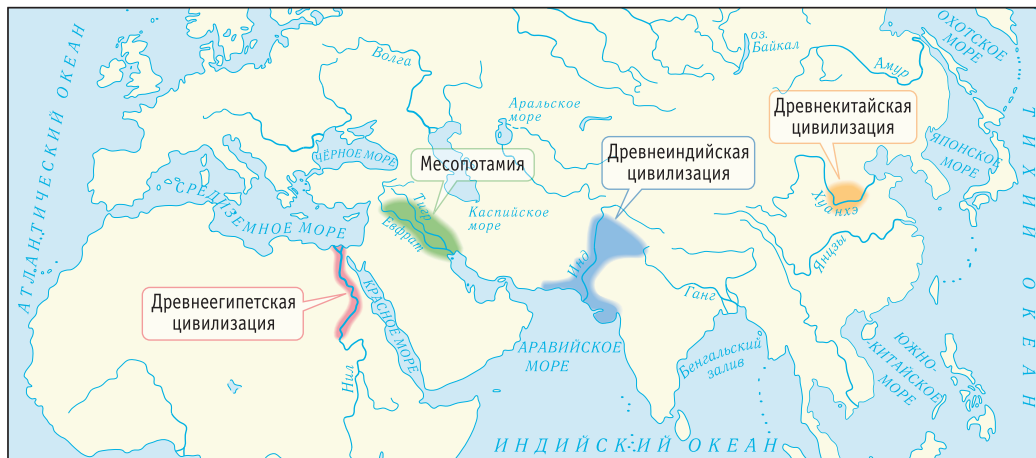 АТЛАНТИЧЕСКИЙ ОКЕАН
Волга
оз.
Байкал
Амур
ОХОТСКОЕ
МОРЕ
ТИХИЙ ОКЕАН
Аральское
море
Древнекитайская
цивилизация
ЧЁРНОЕ МОРЕ
Месопотамия
Древнеиндийская
цивилизация
ЯПОНСКОЕ
МОРЕ
СРЕДИЗЕМНОЕ МОРЕ
Тигр
Евфрат
Каспийское
море
Хуанхэ
Янцзы
Инд
Ганг
Древнеегипетская
цивилизация
КРАСНОЕ МОРЕ
Нил
АРАВИЙСКОЕ
МОРЕ
Бенгальский
залив
ЮЖНО-
КИТАЙСКОЕ
МОРЕ
ИНДИЙСКИЙ ОКЕАН